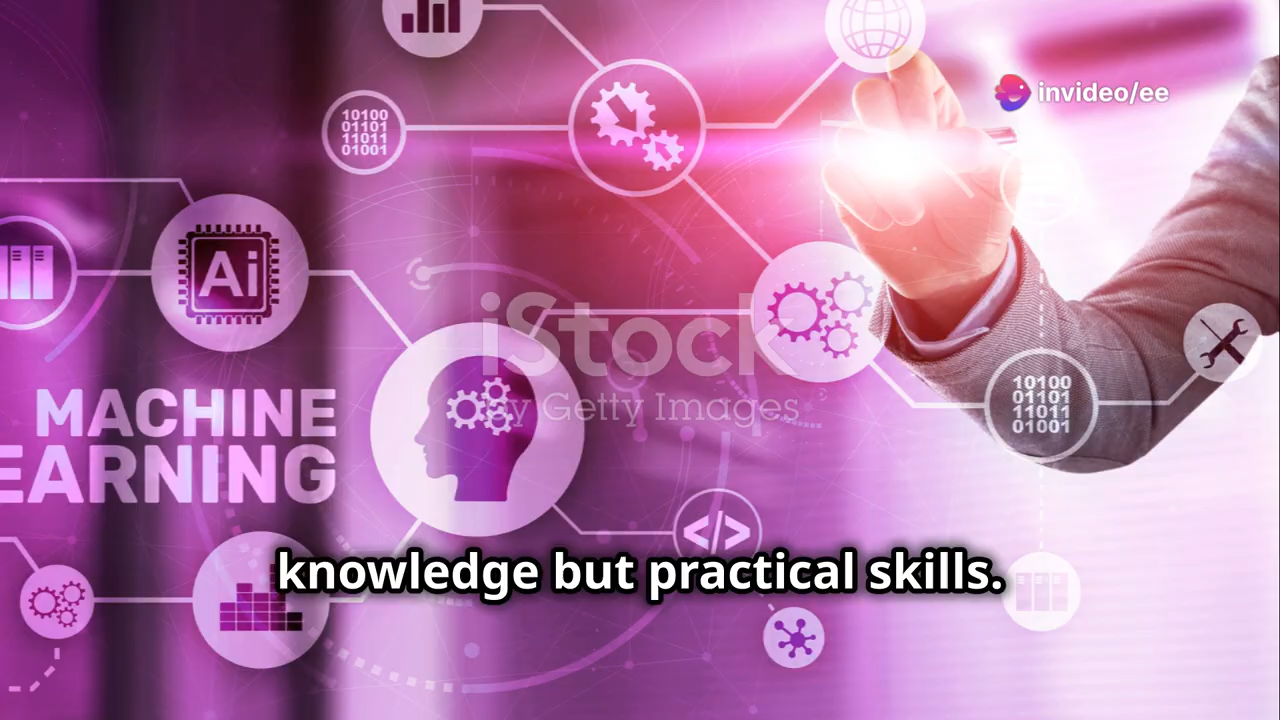 invideo/ee
10100
01101
11011
01001
Ai
iStock
by Getty Images
10100
01101
11011
01001
MACHINE
EARNING
</>
knowledge but practical skills.